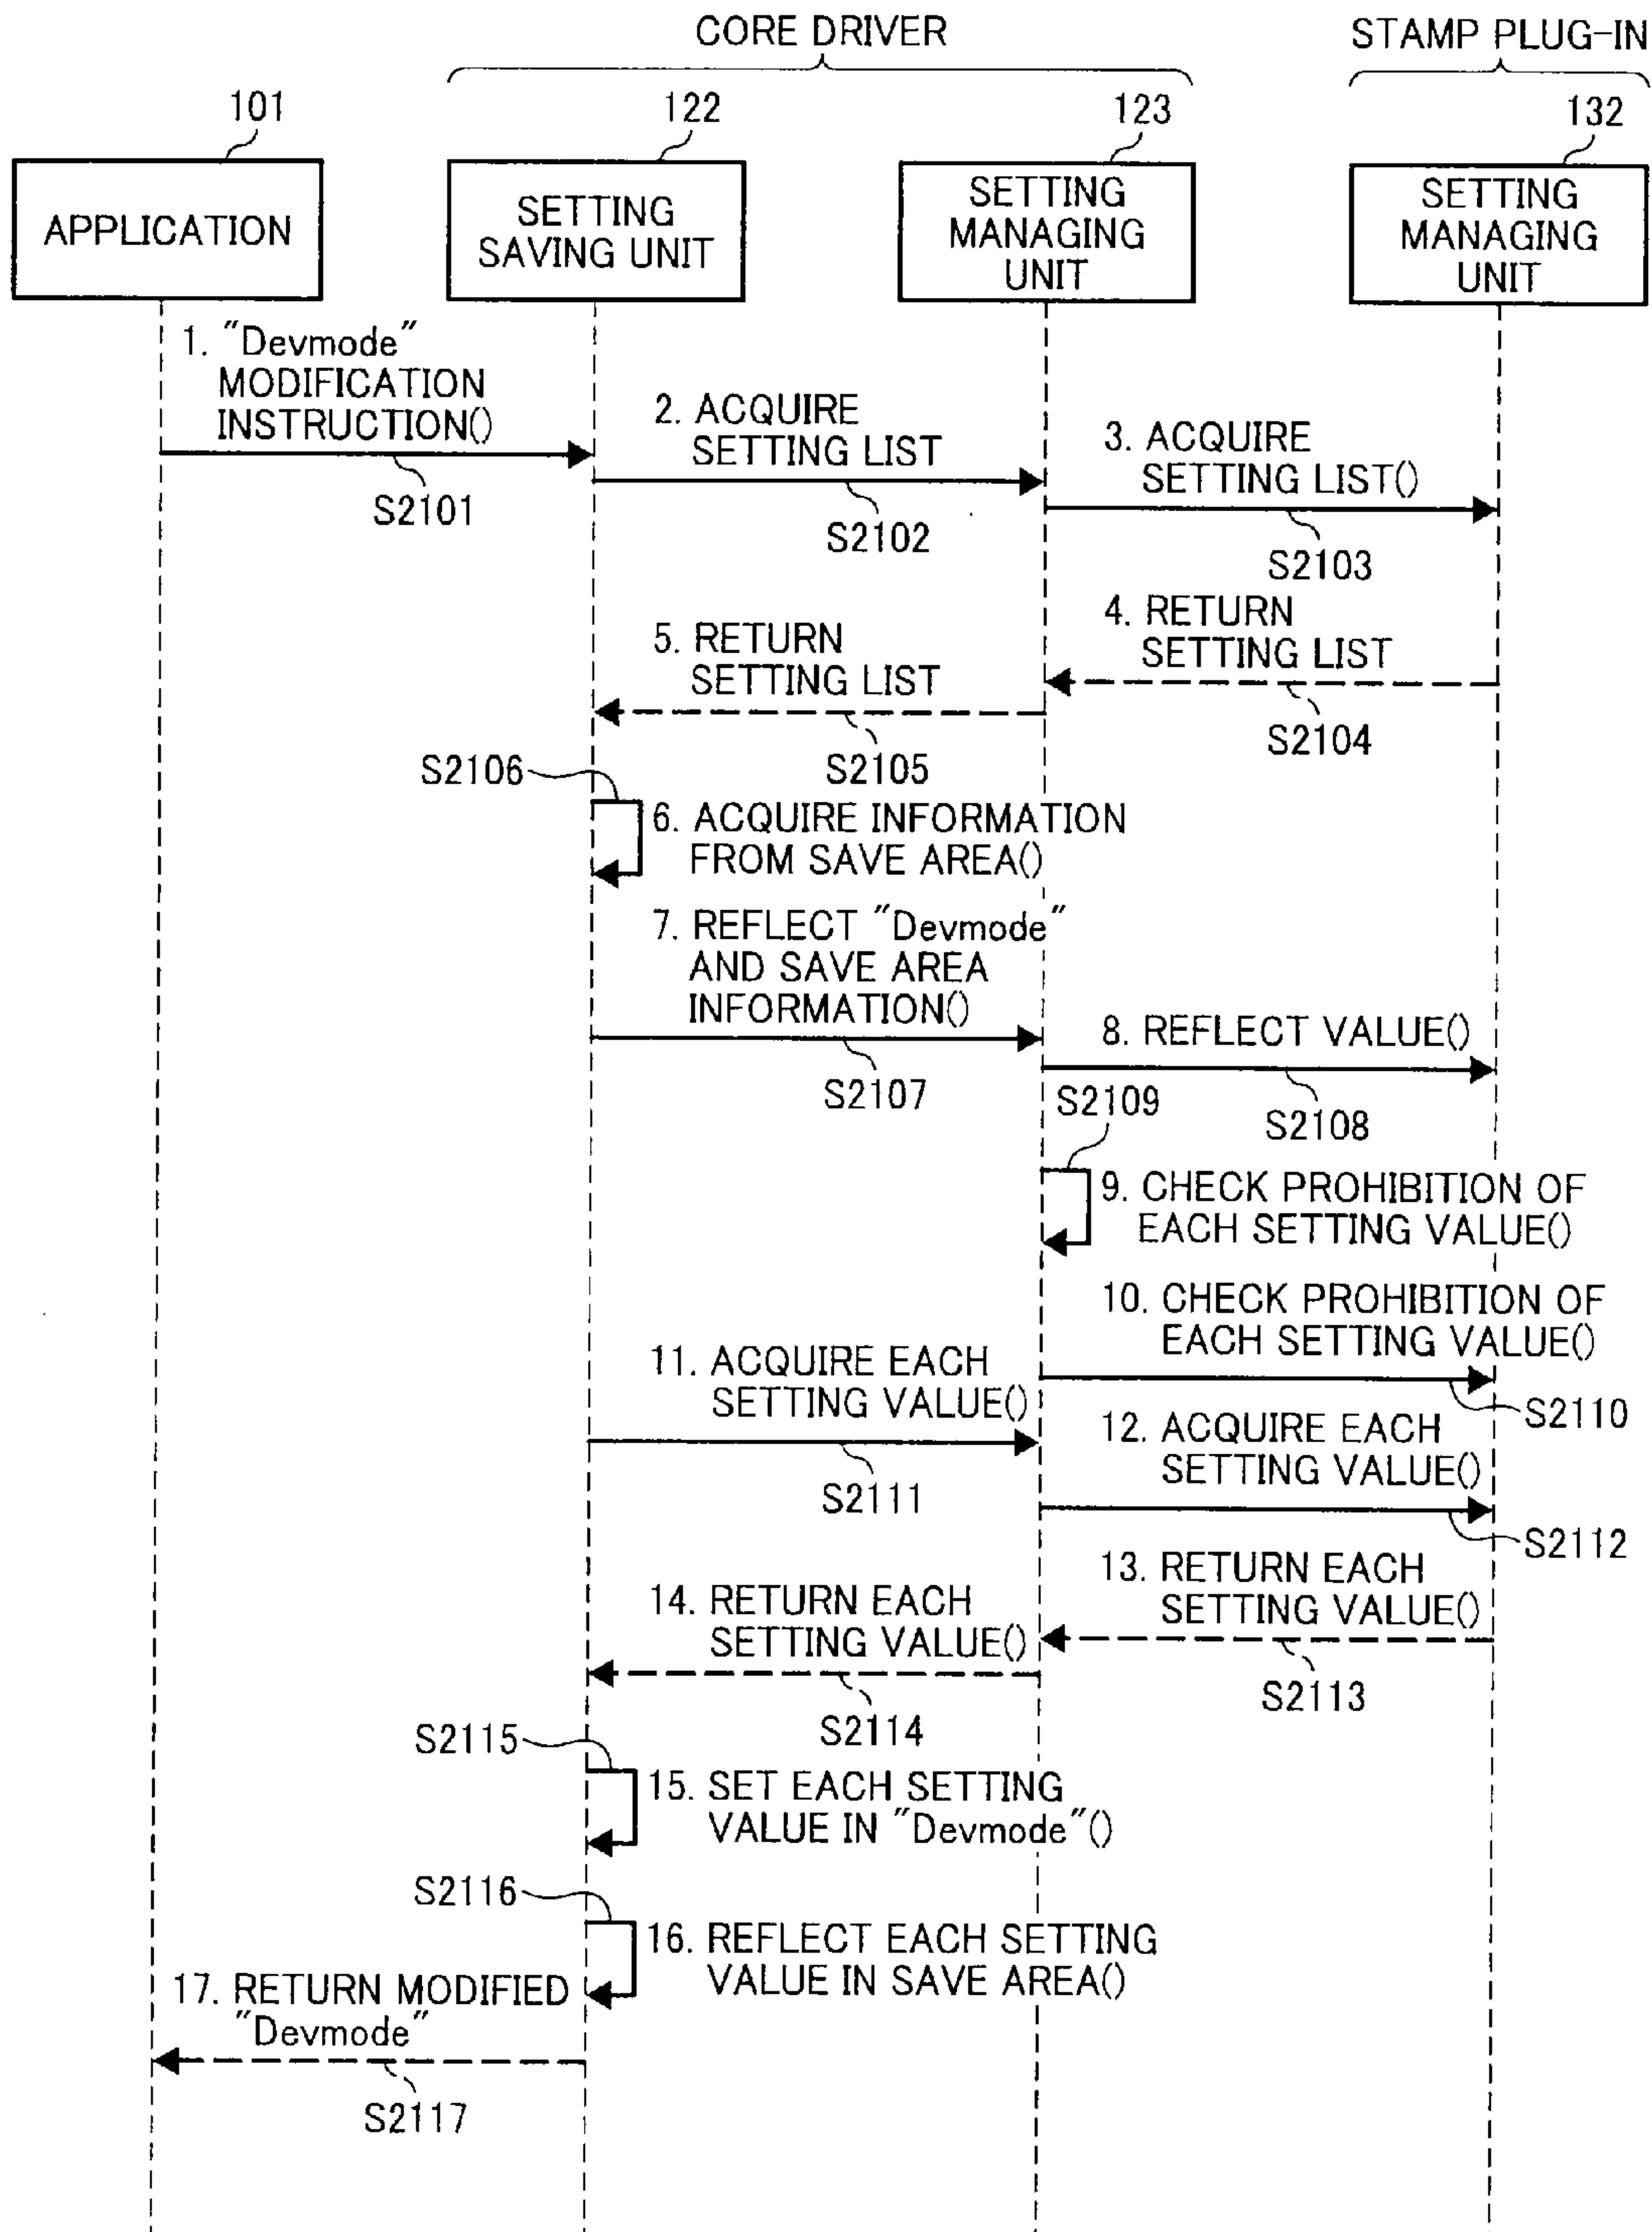 CORE DRIVER
STAMP PLUG-IN
101
122
123
132
APPLICATION
SETTING
SAVING UNIT
SETTING
MANAGING
UNIT
SETTING
MANAGING
UNIT
1. "Devmode"
MODIFICATION
INSTRUCTION()
S2101
2. ACQUIRE
SETTING LIST
S2102
3. ACQUIRE
SETTING LIST()
S2103
4. RETURN
SETTING LIST
S2104
5. RETURN
SETTING LIST
S2105
S2106
6. ACQUIRE INFORMATION
FROM SAVE AREA()
7. REFLECT "Devmode"
AND SAVE AREA
INFORMATION()
S2107
8. REFLECT VALUE()
S2108
S2109
9. CHECK PROHIBITION OF
EACH SETTING VALUE()
10. CHECK PROHIBITION OF
EACH SETTING VALUE()
S2110
11. ACQUIRE EACH
SETTING VALUE()
S2111
12. ACQUIRE EACH
SETTING VALUE()
S2112
13. RETURN EACH
SETTING VALUE()
S2113
14. RETURN EACH
SETTING VALUE()
S2114
S2115
15. SET EACH SETTING
VALUE IN "Devmode"()
S2116
16. REFLECT EACH SETTING
VALUE IN SAVE AREA()
17. RETURN MODIFIED
"Devmode"
S2117